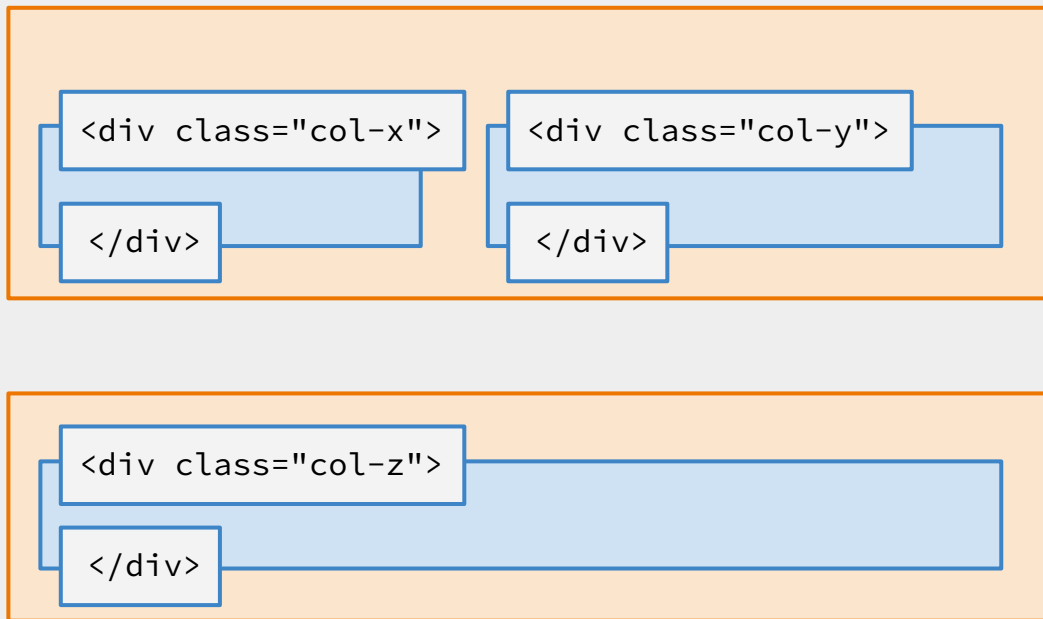 <div class="col-x">
<div class="col-y">
</div>
</div>
<div class="col-z">
</div>